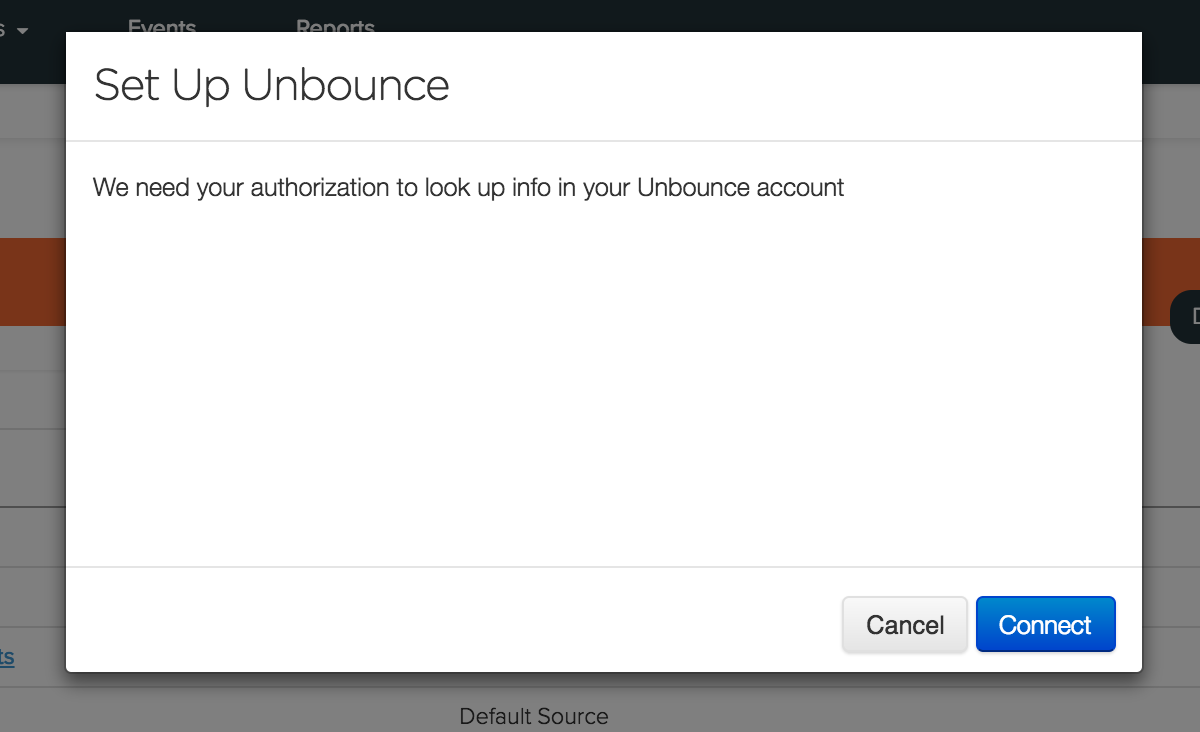 Events
Reports
Set Up Unbounce
We need your authorization to look up info in your Unbounce account
Cancel
Connect
Default Source